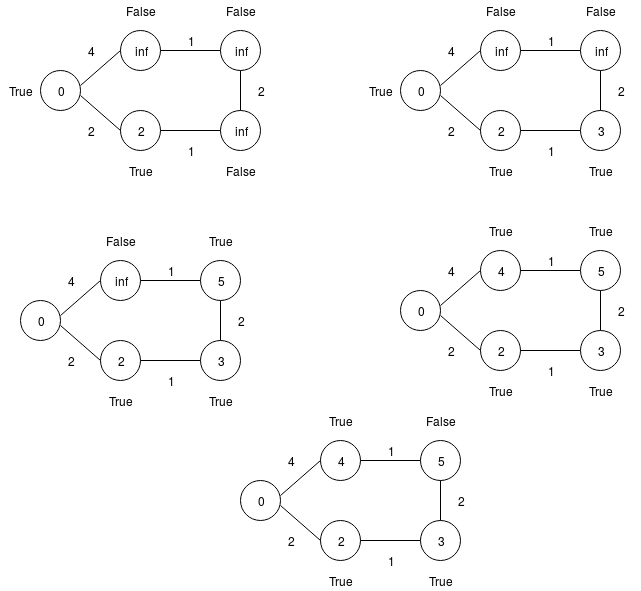 False False
4 inf 1 inf
True 0 2
2 2 1 inf
True False
False False
4 inf 1 inf
True 0 2
2 2 1 3
True True
False True
4 inf 1 5
0 2
2 2 1 3
True True
True True
4 4 1 5
0 2
2 2 1 3
True True
True False
4 4 1 5
0 2
2 2 1 3
True True